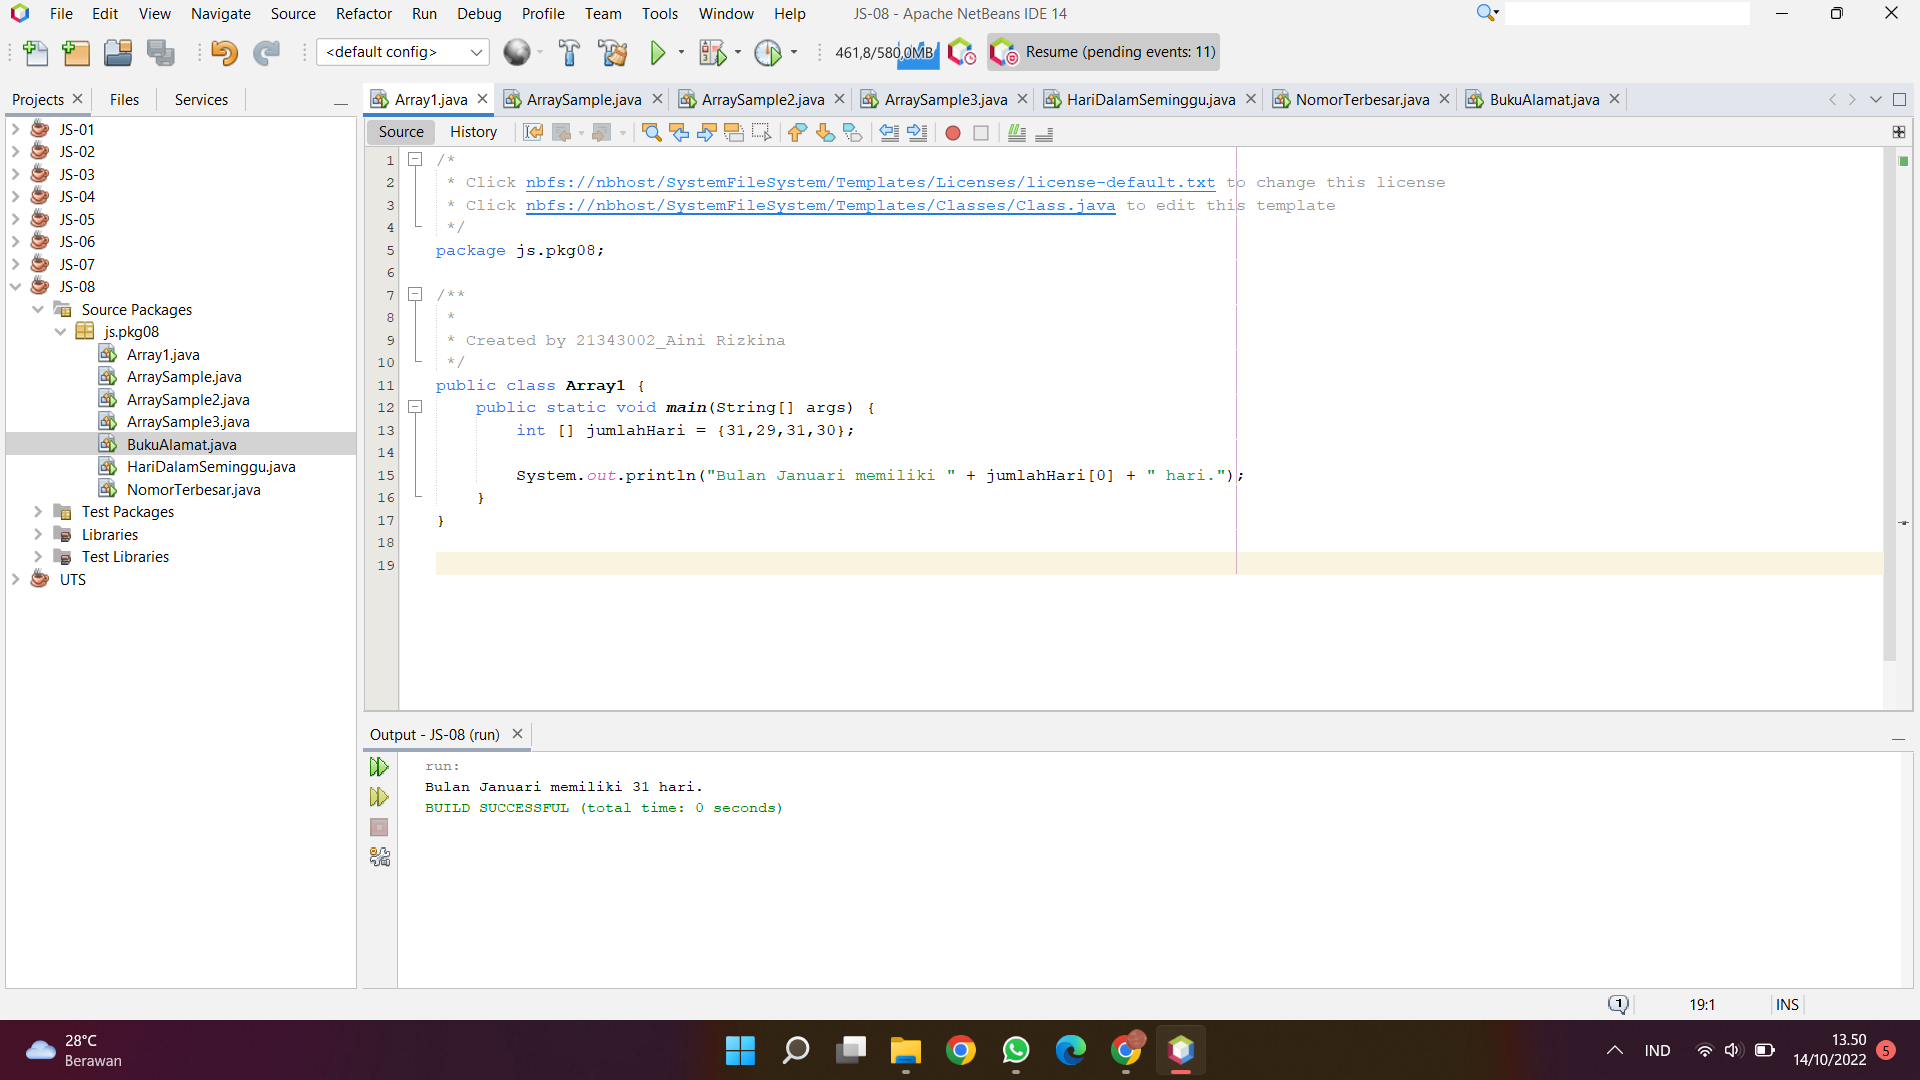 File Edit View Navigate Source Refactor Run Debug Profile Team Tools Window Help JS-08 - Apache NetBeans IDE 14
<default config> 461,8/580,0MB Resume (pending events: 11)
Projects Files Services
Array1.java ArraySample.java ArraySample2.java ArraySample3.java HariDalamSeminggu.java NomorTerbesar.java BukuAlamat.java
Source History
JS-01
JS-02
JS-03
JS-04
JS-05
JS-06
JS-07
JS-08
Source Packages
js.pkg08
Array1.java
ArraySample.java
ArraySample2.java
ArraySample3.java
BukuAlamat.java
HariDalamSeminggu.java
NomorTerbesar.java
Test Packages
Libraries
Test Libraries
UTS
1 /*
2 * Click nbfs://nbhost/SystemFileSystem/Templates/Licenses/license-default.txt to change this license
3 * Click nbfs://nbhost/SystemFileSystem/Templates/Classes/Class.java to edit this template
4 */
5 package js.pkg08;
6
7 /**
8 *
9 * Created by 21343002_Aini Rizkina
10 */
11 public class Array1 {
12 public static void main(String[] args) {
13 int [] jumlahHari = {31,29,31,30};
14
15 System.out.println("Bulan Januari memiliki " + jumlahHari[0] + " hari.");
16 }
17 }
18
19
Output - JS-08 (run)
run:
Bulan Januari memiliki 31 hari.
BUILD SUCCESSFUL (total time: 0 seconds)
1 19:1 INS
28°C
Berawan
IND
13.50
14/10/2022
5